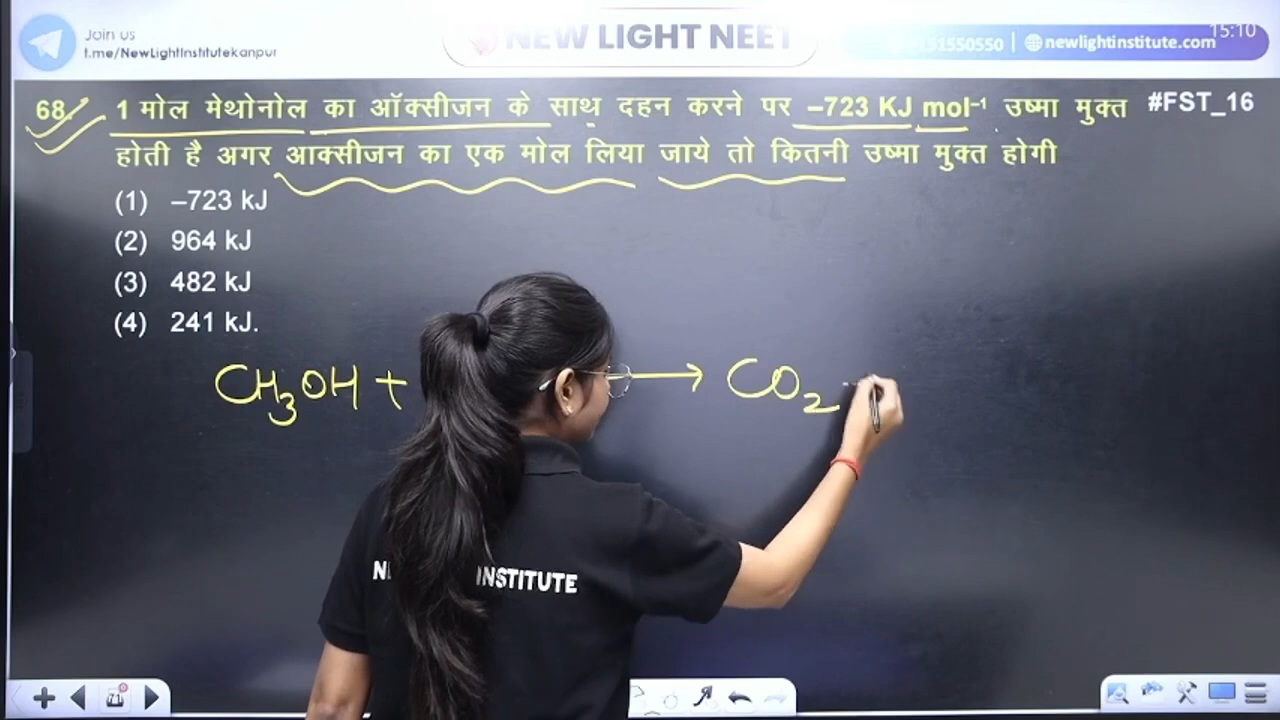 Join us
t.me/NewLightInstitutekanpur
NEW LIGHT NEET
newlightinstitute.com
15:10
#FST_16
68. 1 मोल मेथोनोल का ऑक्सीजन के साथ दहन करने पर –723 KJ mol⁻¹ उष्मा मुक्त
होती है अगर आक्सीजन का एक मोल लिया जाये तो कितनी उष्मा मुक्त होगी
(1) –723 kJ
(2) 964 kJ
(3) 482 kJ
(4) 241 kJ.
CH₃OH + → CO₂
INSTITUTE
71